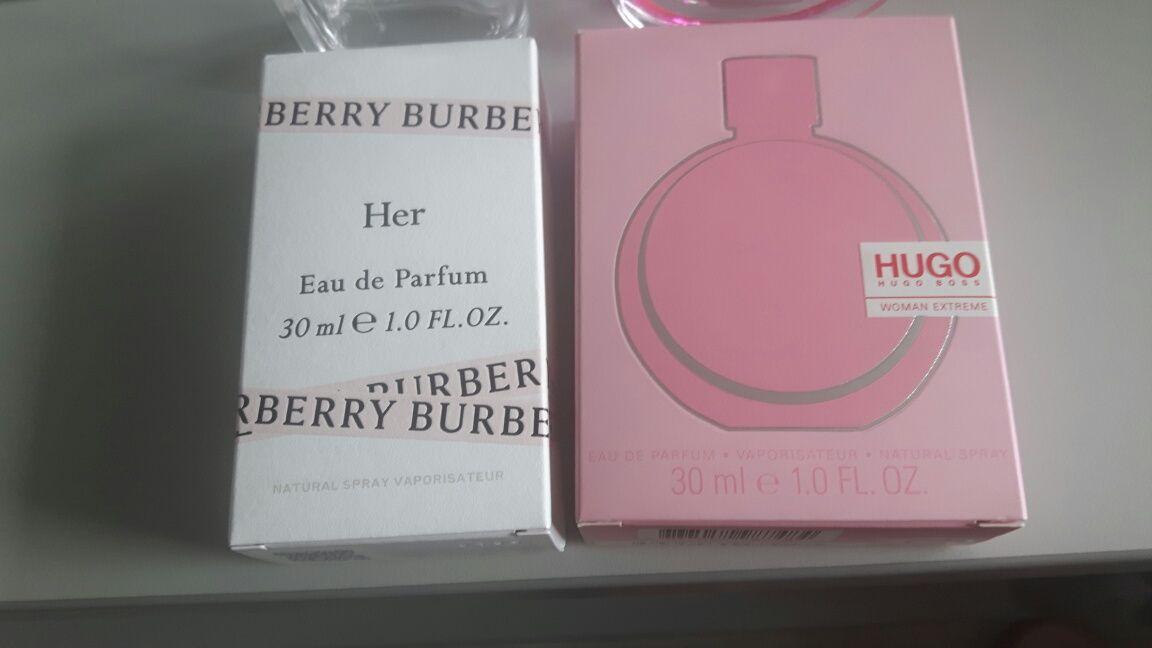 BERRY BURBE
Her
Eau de Parfum
30 ml e 1.0 FL.OZ.
BURBER
RBERRY BURBE
NATURAL SPRAY VAPORISATEUR
HUGO
HUGO BOSS
WOMAN EXTREME
EAU DE PARFUM • VAPORISATEUR • NATURAL SPRAY
30 ml e 1.0 FL. OZ.